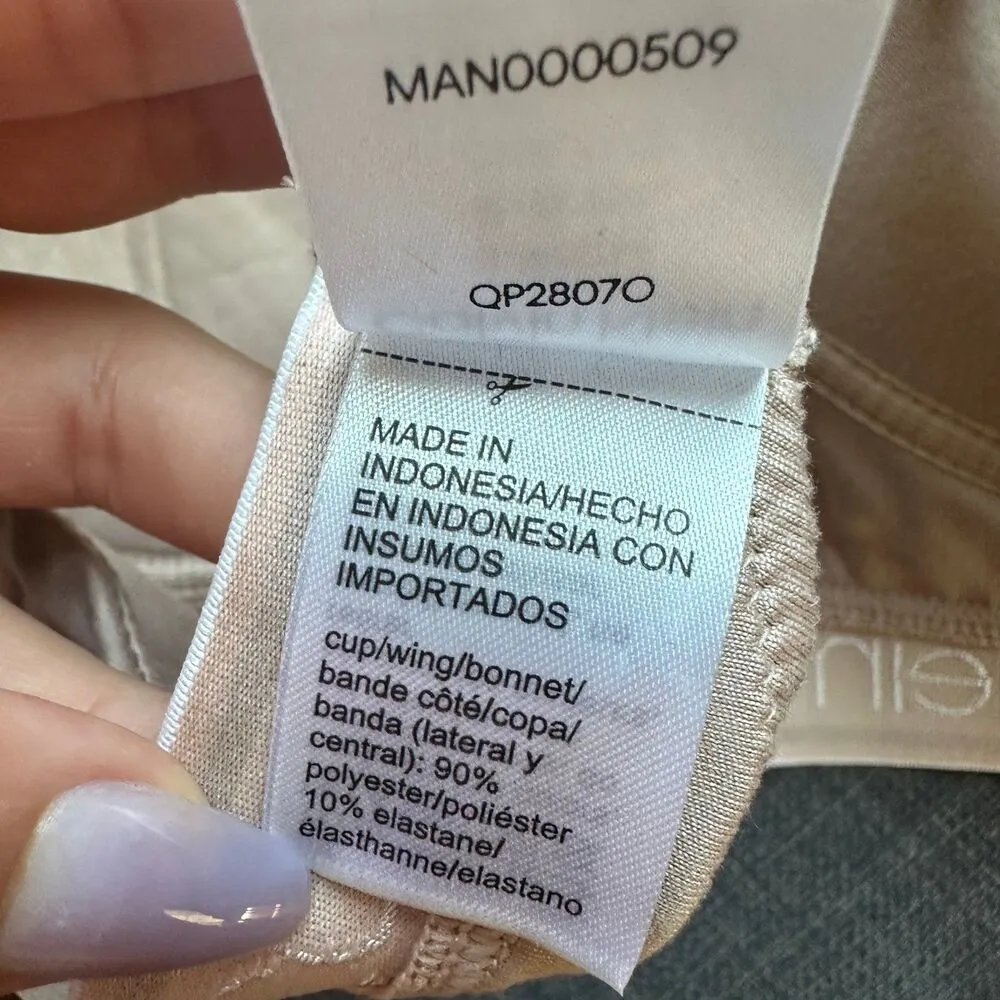 MAN0000509
QP2807O
MADE IN
INDONESIA/HECHO
EN INDONESIA CON
INSUMOS
IMPORTADOS
cup/wing/bonnet/
bande côté/copa/
banda (lateral y
central): 90%
polyester/poliéster
10% elastane/
élasthanne/elastano